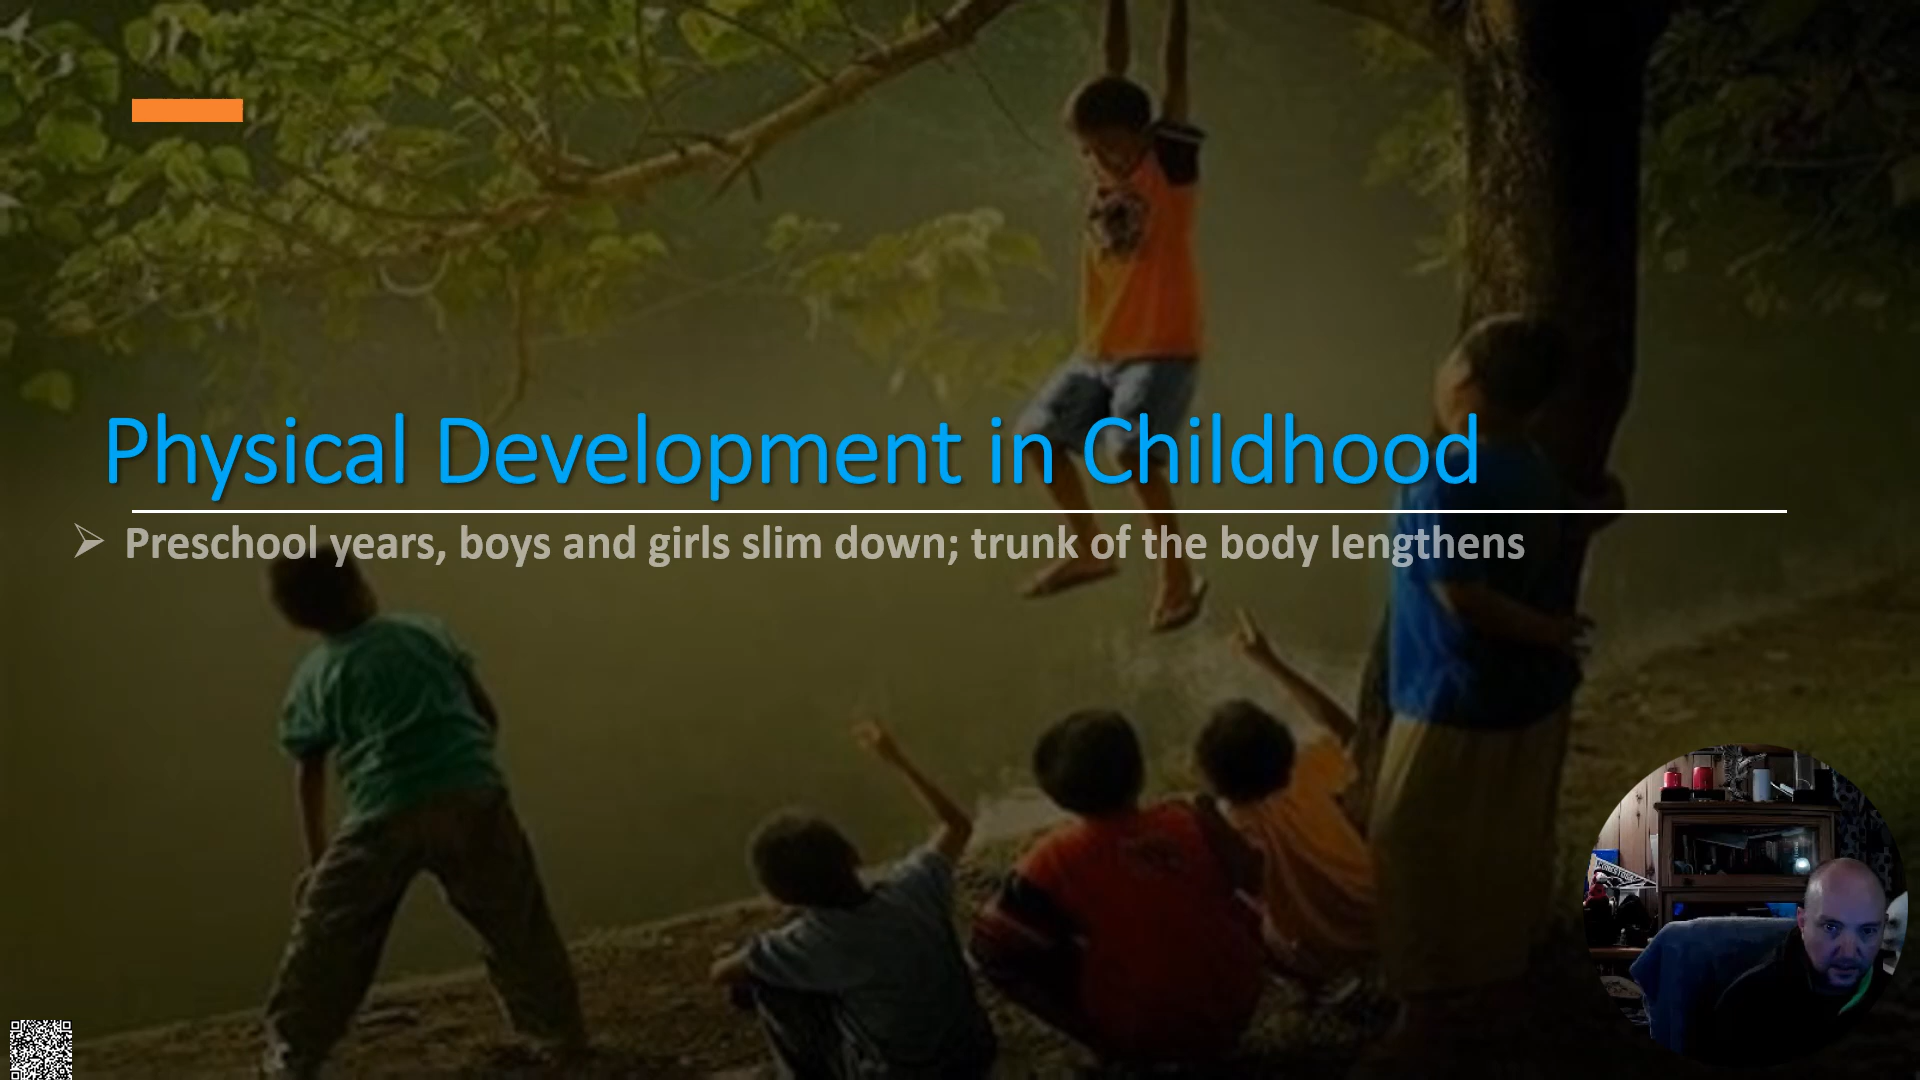 Physical Development in Childhood
Preschool years, boys and girls slim down; trunk of the body lengthens